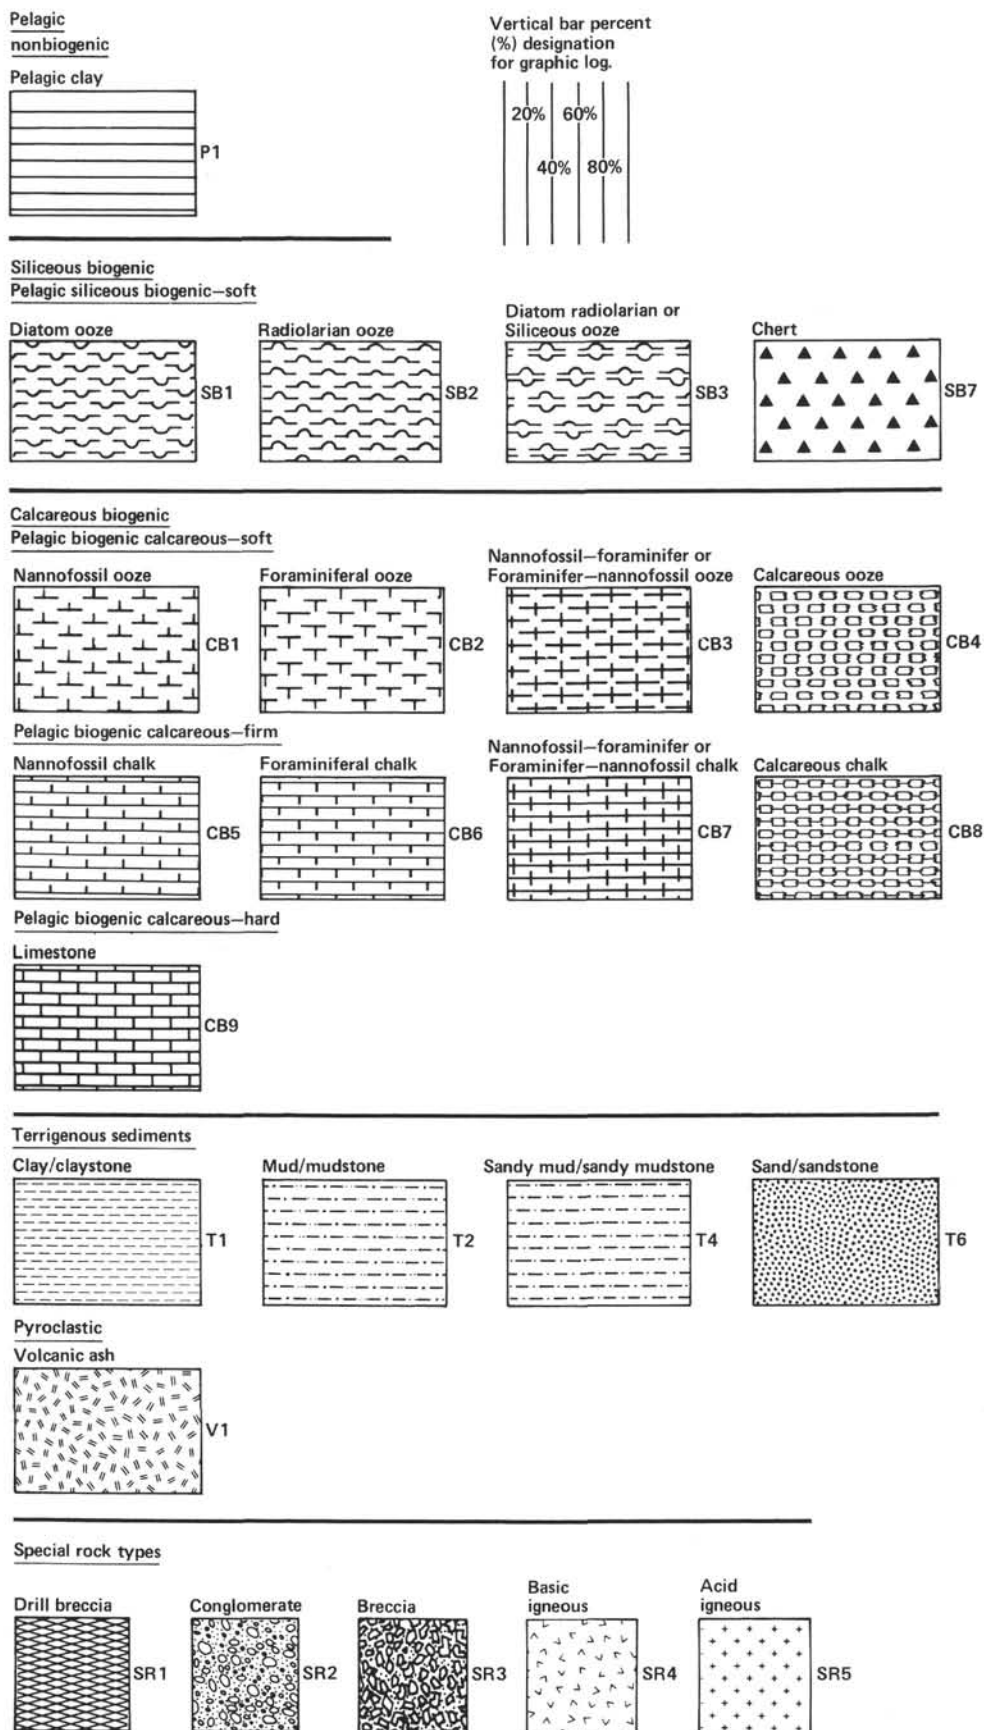 Pelagic
nonbiogenic
Pelagic clay
P1
Vertical bar percent
(%) designation
for graphic log.
20% 60%
40% 80%
Siliceous biogenic
Pelagic siliceous biogenic—soft
Diatom ooze
SB1
Radiolarian ooze
SB2
Diatom radiolarian or
Siliceous ooze
SB3
Chert
SB7
Calcareous biogenic
Pelagic biogenic calcareous—soft
Nannofossil ooze
CB1
Foraminiferal ooze
CB2
Nannofossil—foraminifer or
Foraminifer—nannofossil ooze
CB3
Calcareous ooze
CB4
Pelagic biogenic calcareous—firm
Nannofossil chalk
CB5
Foraminiferal chalk
CB6
Nannofossil—foraminifer or
Foraminifer—nannofossil chalk
CB7
Calcareous chalk
CB8
Pelagic biogenic calcareous—hard
Limestone
CB9
Terrigenous sediments
Clay/claystone
T1
Mud/mudstone
T2
Sandy mud/sandy mudstone
T4
Sand/sandstone
T6
Pyroclastic
Volcanic ash
V1
Special rock types
Drill breccia
SR1
Conglomerate
SR2
Breccia
SR3
Basic
igneous
SR4
Acid
igneous
SR5